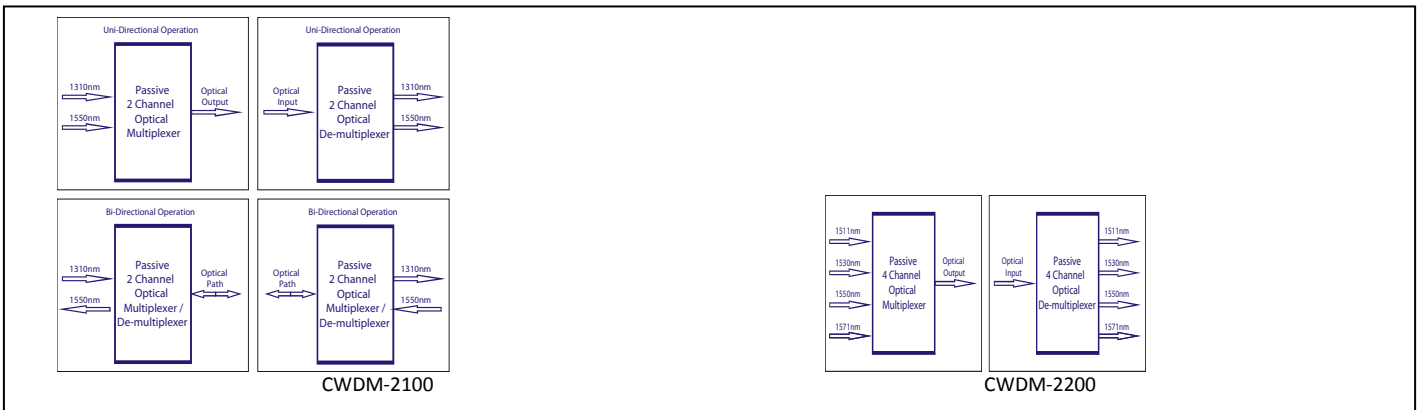 Uni-Directional Operation
1310nm
1550nm
Passive
2 Channel
Optical
Multiplexer
Optical
Output
Uni-Directional Operation
Optical
Input
Passive
2 Channel
Optical
De-multiplexer
1310nm
1550nm
Bi-Directional Operation
1310nm
1550nm
Passive
2 Channel
Optical
Multiplexer /
De-multiplexer
Optical
Path
Bi-Directional Operation
Optical
Path
Passive
2 Channel
Optical
Multiplexer /
De-multiplexer
1310nm
1550nm
CWDM-2100
1511nm
1530nm
1550nm
1571nm
Passive
4 Channel
Optical
Multiplexer
Optical
Output
Optical
Input
Passive
4 Channel
Optical
De-multiplexer
1511nm
1530nm
1550nm
1571nm
CWDM-2200